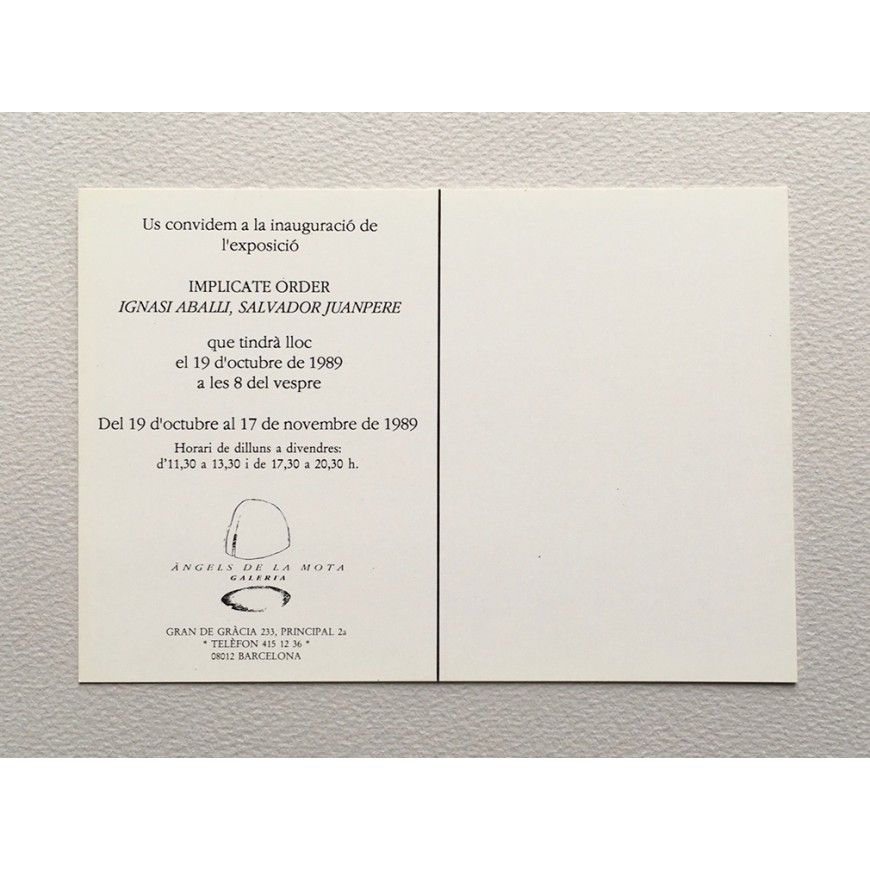 Us convidem a la inauguració de
l'exposició
IMPLICATE ORDER
IGNASI ABALLI, SALVADOR JUANPERE
que tindrà lloc
el 19 d'octubre de 1989
a les 8 del vespre
Del 19 d'octubre al 17 de novembre de 1989
Horari de dilluns a divendres:
d'11,30 a 13,30 i de 17,30 a 20,30 h.
ÀNGELS DE LA MOTA
GALERIA
GRAN DE GRÀCIA 233, PRINCIPAL 2a
* TELÈFON 415 12 36 *
08012 BARCELONA